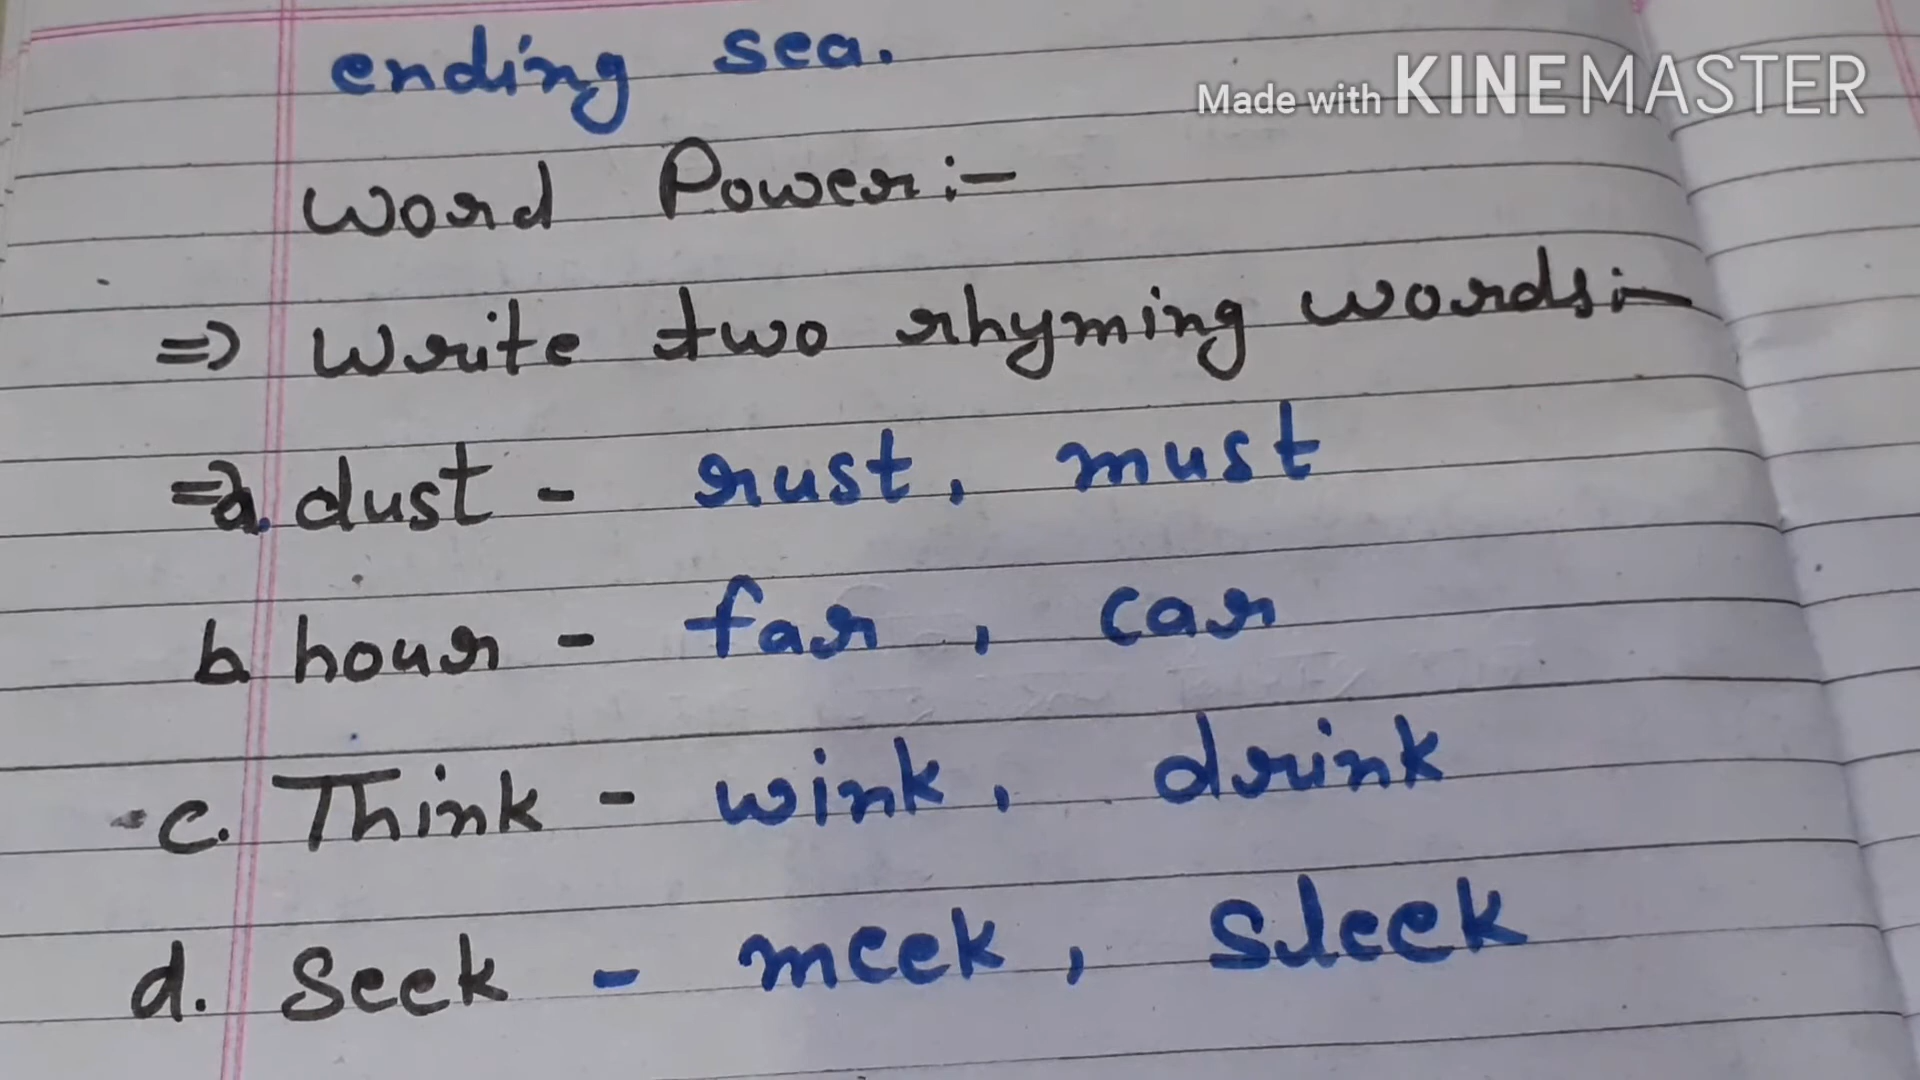 ending sea.
Made with KINEMASTER
Word Power:-
=> Write two rhyming words:-
=> a. dust - rust, must
b. hour - far, car
c. Think - wink, drink
d. Seek - meek, sleek